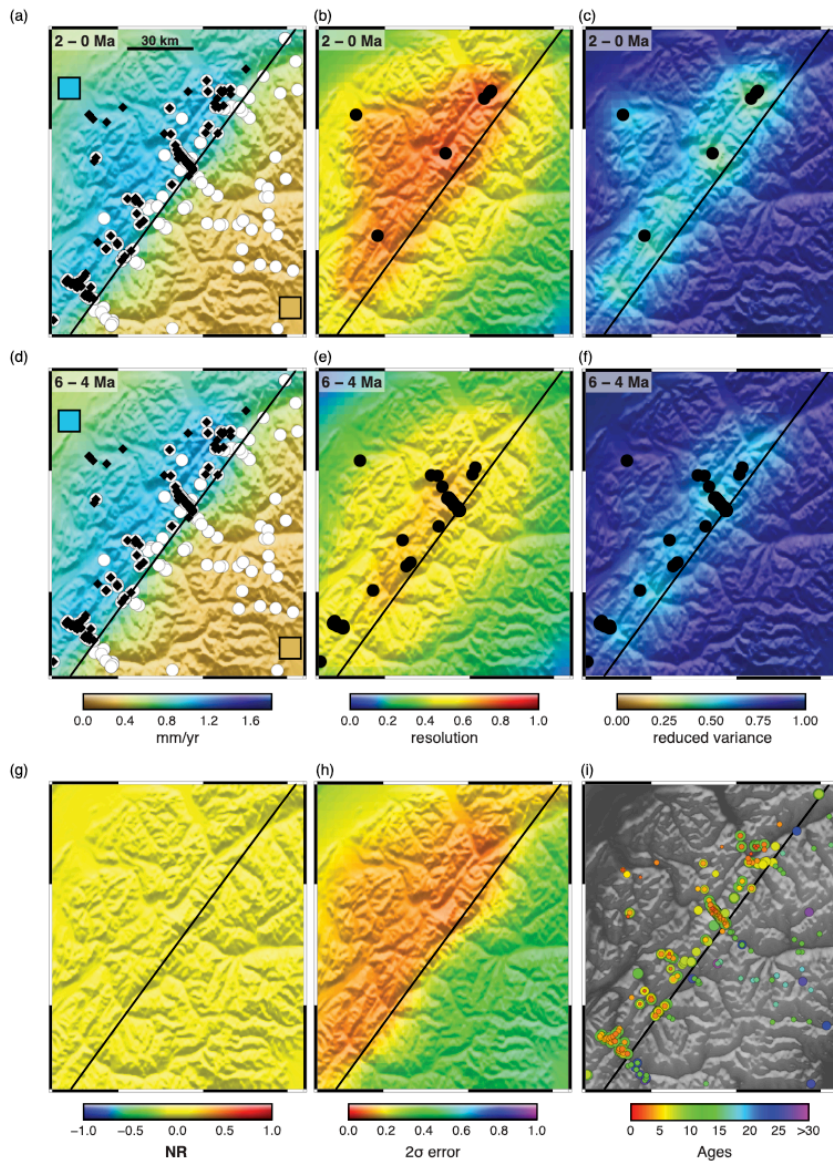 (a)
(b)
(c)
2 – 0 Ma
30 km
2 – 0 Ma
2 – 0 Ma
(d)
(e)
(f)
6 – 4 Ma
6 – 4 Ma
6 – 4 Ma
0.0 0.4 0.8 1.2 1.6
mm/yr
0.0 0.2 0.4 0.6 0.8 1.0
resolution
0.00 0.25 0.50 0.75 1.00
reduced variance
(g)
(h)
(i)
−1.0 −0.5 0.0 0.5 1.0
NR
0.0 0.2 0.4 0.6 0.8 1.0
2σ error
0 5 10 15 20 25 >30
Ages